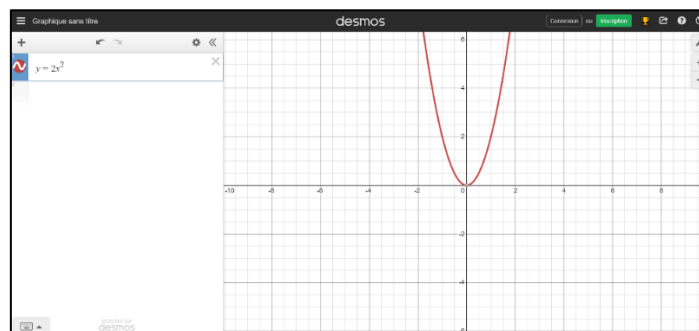 Graphique sans titre
desmos
Connexion ou Inscription
y = 2x²
6
4
2
-10 -8 -6 -4 -2 0 2 4 6 8
-2
-4
-6
desmos